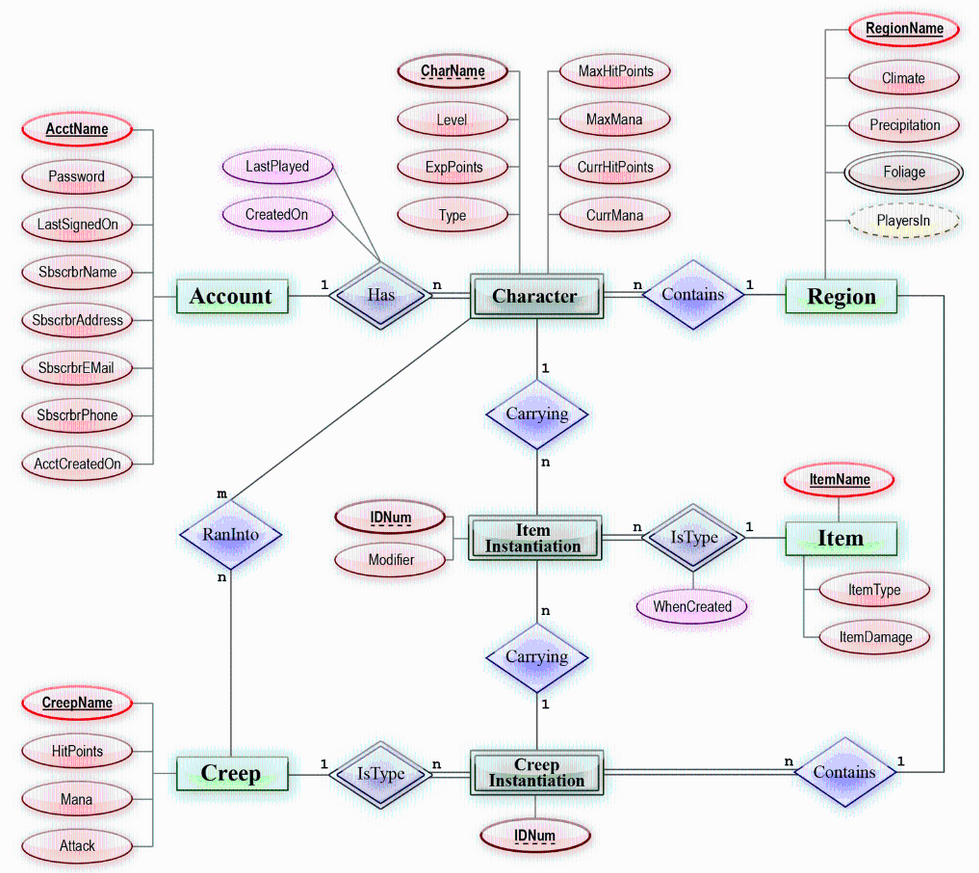 RegionName
CharName
MaxHitPoints
Climate
AcctName
Level
MaxMana
Precipitation
Password
LastPlayed
ExpPoints
CurrHitPoints
Foliage
LastSignedOn
CreatedOn
Type
CurrMana
PlayersIn
SbscrbrName
Account
1
Has
n
Character
n
Contains
1
Region
SbscrbrAddress
SbscrbrEMail
1
SbscrbrPhone
Carrying
AcctCreatedOn
n
m
ItemName
IDNum
RanInto
Item
Instantiation
n
IsType
1
Item
Modifier
n
ItemType
WhenCreated
n
ItemDamage
Carrying
CreepName
1
HitPoints
Creep
1
IsType
n
Creep
Instantiation
n
Contains
1
Mana
IDNum
Attack